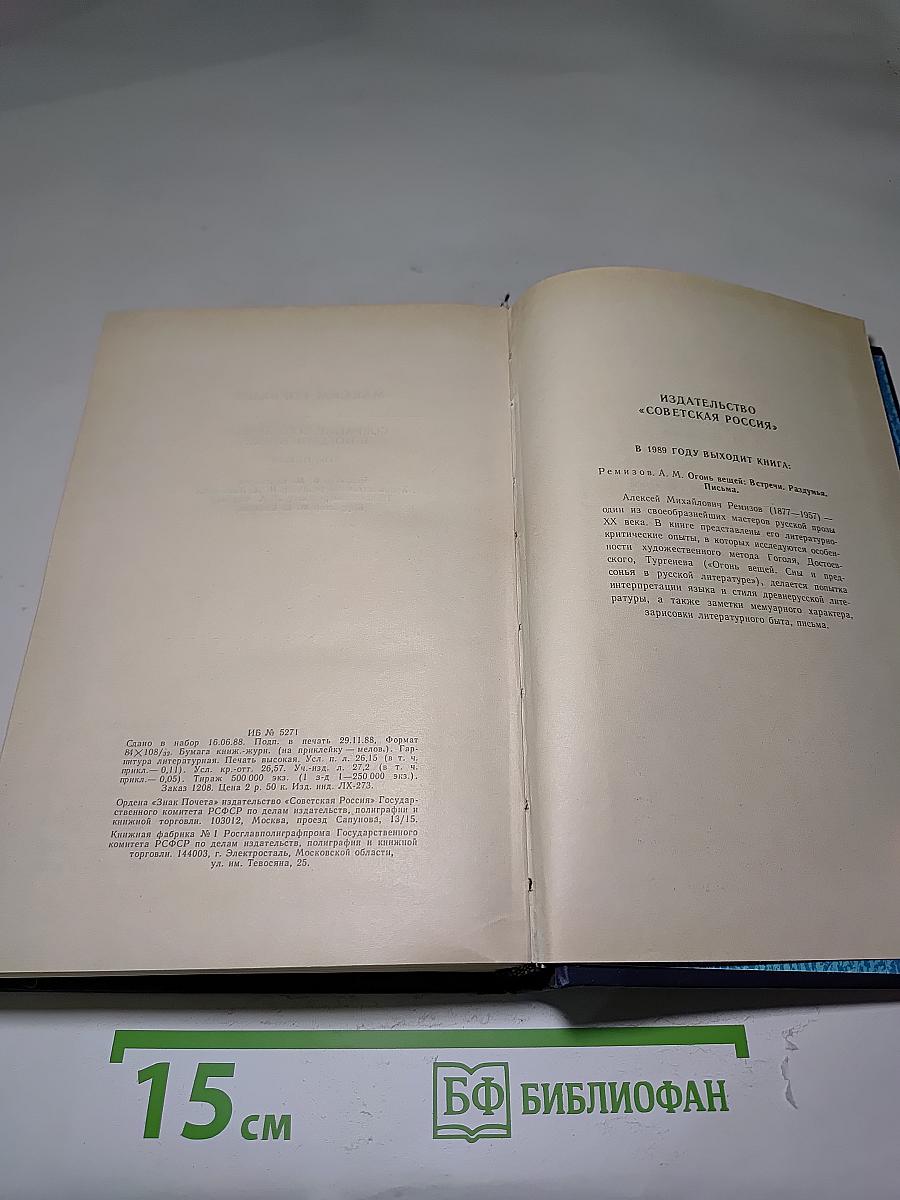 ИБ № 5271
Сдано в набор 16.06.88. Подп. в печать 29.11.88. Формат
84×108/32. Бумага книж.-журн. (на приклейку — мелов.). Гар-
нитура литературная. Печать высокая. Усл. п. л. 26,15 (в т. ч.
прикл.— 0,11). Усл. кр.-отт. 26,57. Уч.-изд. л. 27,2 (в т. ч.
прикл.— 0,05). Тираж 500 000 экз. (1 з-д 1—250 000 экз.).
Заказ 1208. Цена 2 р. 50 к. Изд. инд. ЛХ-273.
Ордена «Знак Почета» издательство «Советская Россия» Государ-
ственного комитета РСФСР по делам издательств, полиграфии и
книжной торговли. 103012, Москва, проезд Сапунова, 13/15.
Книжная фабрика № 1 Росглавполиграфпрома Государственного
комитета РСФСР по делам издательств, полиграфии и книжной
торговли. 144003, г. Электросталь, Московской области,
ул. им. Тевосяна, 25.
ИЗДАТЕЛЬСТВО
«СОВЕТСКАЯ РОССИЯ»
В 1989 ГОДУ ВЫХОДИТ КНИГА:
Ремизов. А. М. Огонь вещей: Встречи. Раздумья.
Письма.
Алексей Михайлович Ремизов (1877—1957) —
один из своеобразнейших мастеров русской прозы
XX века. В книге представлены его литературно-
критические опыты, в которых исследуются особен-
ности художественного метода Гоголя, Достоев-
ского, Тургенева («Огонь вещей. Сны и пред-
сонья в русской литературе»), делается попытка
интерпретации языка и стиля древнерусской лите-
ратуры, а также заметки мемуарного характера,
зарисовки литературного быта, письма.
15 см
БФ БИБЛИОФАН